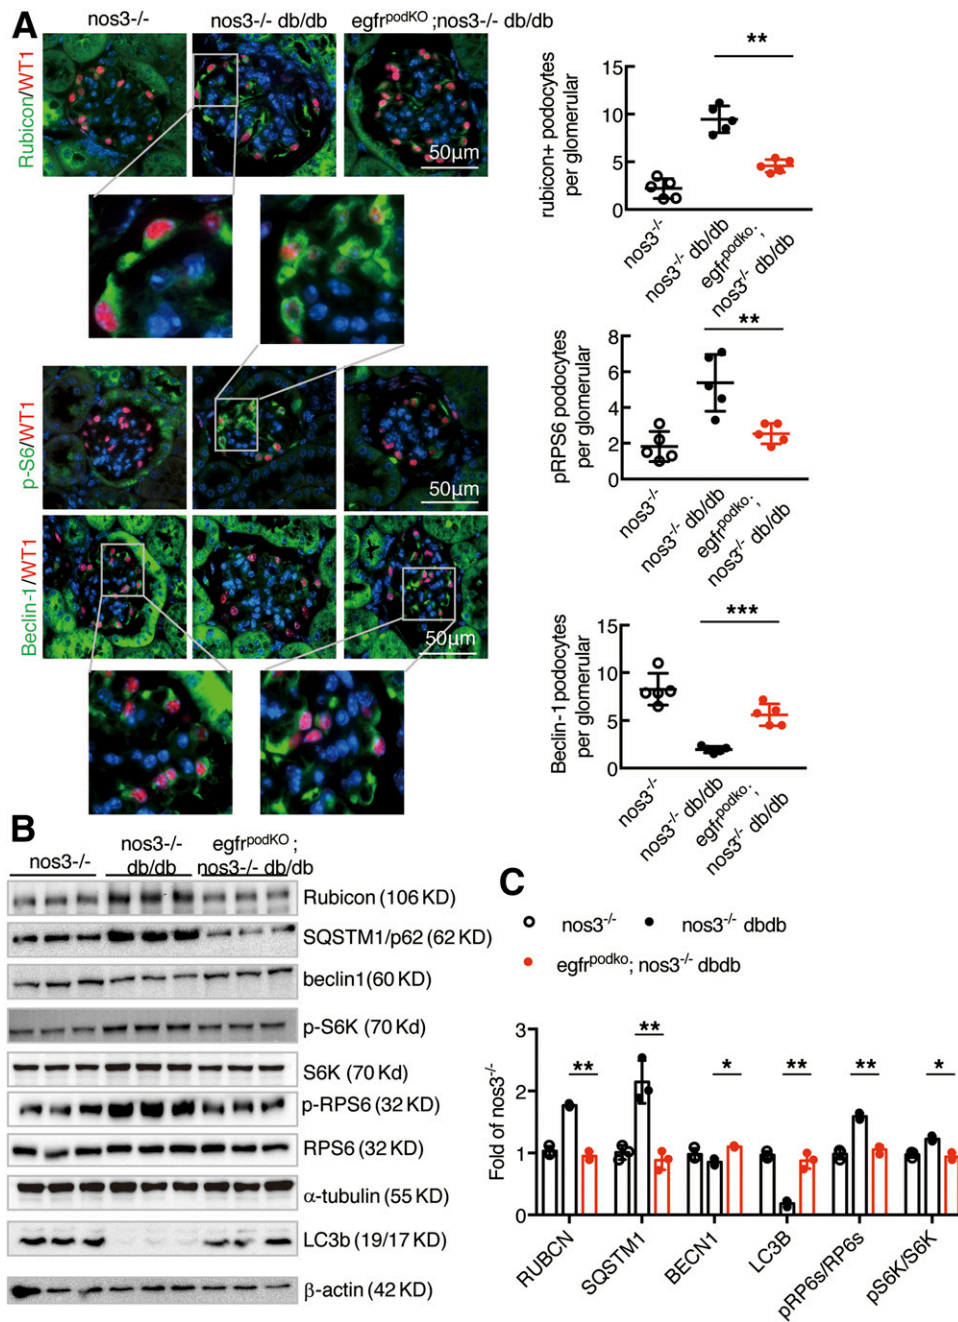 A
nos3-/-
nos3-/- db/db
egfrpodKO ;nos3-/- db/db
Rubicon/WT1
50µm
p-S6/WT1
50µm
Beclin-1/WT1
50µm
**
rubicon+ podocytes
per glomerular
15
10
5
0
nos3-/-
nos3-/- db/db
egfrpodko. ;
nos3-/- db/db
**
pRPS6 podocytes
per glomerular
8
6
4
2
0
nos3-/-
nos3-/- db/db
egfrpodko. ;
nos3-/- db/db
***
Beclin-1podocytes
per glomerular
15
10
5
0
nos3-/-
nos3-/- db/db
egfrpodko. ;
nos3-/- db/db
B
nos3-/-
nos3-/-
db/db
egfrpodKO ;
nos3-/- db/db
Rubicon (106 KD)
SQSTM1/p62 (62 KD)
beclin1(60 KD)
p-S6K (70 Kd)
S6K (70 Kd)
p-RPS6 (32 KD)
RPS6 (32 KD)
α-tubulin (55 KD)
LC3b (19/17 KD)
β-actin (42 KD)
C
nos3-/-
nos3-/- dbdb
egfrpodko; nos3-/- dbdb
Fold of nos3-/-
3
2
1
0
** ** * ** ** *
RUBCN
SQSTM1
BECN1
LC3B
pRP6s/RP6s
pS6K/S6K